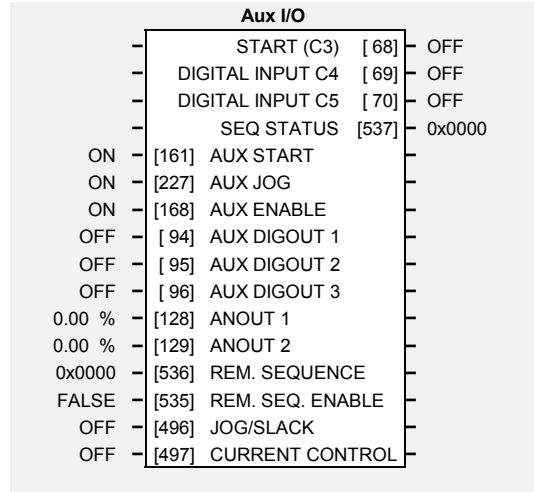 Aux I/O
START (C3) [ 68] OFF
DIGITAL INPUT C4 [ 69] OFF
DIGITAL INPUT C5 [ 70] OFF
SEQ STATUS [537] 0x0000
ON [161] AUX START
ON [227] AUX JOG
ON [168] AUX ENABLE
OFF [ 94] AUX DIGOUT 1
OFF [ 95] AUX DIGOUT 2
OFF [ 96] AUX DIGOUT 3
0.00 % [128] ANOUT 1
0.00 % [129] ANOUT 2
0x0000 [536] REM. SEQUENCE
FALSE [535] REM. SEQ. ENABLE
OFF [496] JOG/SLACK
OFF [497] CURRENT CONTROL